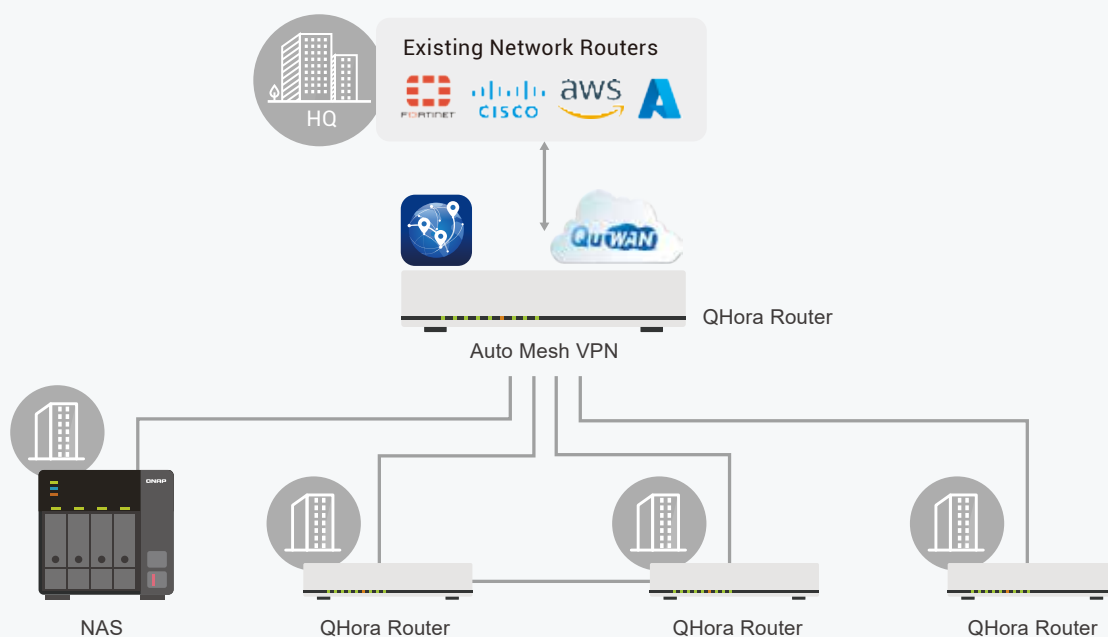 Existing Network Routers
HQ
FORTINET
CISCO
aws
QuWAN
QHora Router
Auto Mesh VPN
QNAP
NAS
QHora Router
QHora Router
QHora Router